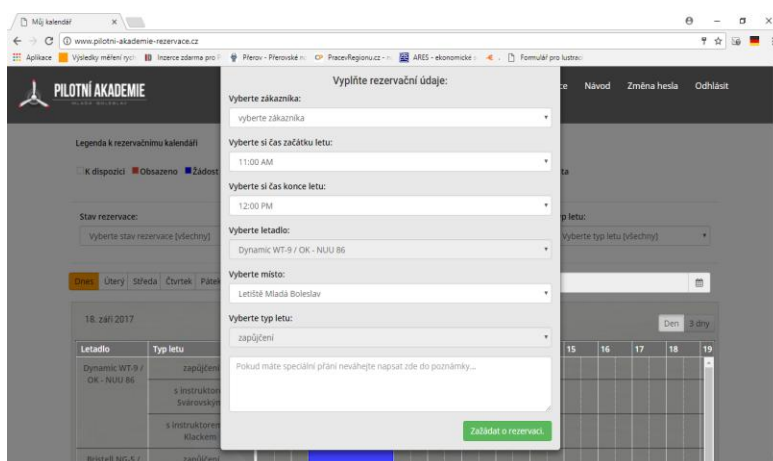 Můj kalendář
www.pilotni-akademie-rezervace.cz
Aplikace
Výsledky měření rych
Inzerce zdarma pro
Přerov - Přerovské
PracevRegionu.cz -
ARES - ekonomické
Formulář pro lustrac
PILOTNÍ AKADEMIE
MLADÁ BOLESLAV
ce Návod Změna hesla Odhlásit
Legenda k rezervačnímu kalendáři
K dispozici Obsazeno Žádost
Stav rezervace:
Vyberte stav rezervace [všechny]
p letu:
Vyberte typ letu [všechny]
Dnes Úterý Středa Čtvrtek Pátek
18. září 2017
Den 3 dny
Letadlo Typ letu 15 16 17 18 19
Dynamic WT-9 / OK - NUU 86
zapůjčení
s instruktorem
Svárovským
s instruktorem
Klackem
Bristell NG-5 / zapůjčení
Vyplňte rezervační údaje:
Vyberte zákazníka:
vyberte zákazníka
Vyberte si čas začátku letu:
11:00 AM
Vyberte si čas konce letu:
12:00 PM
Vyberte letadlo:
Dynamic WT-9 / OK - NUU 86
Vyberte místo:
Letiště Mladá Boleslav
Vyberte typ letu:
zapůjčení
Pokud máte speciální přání neváhejte napsat zde do poznámky...
Zažádat o rezervaci.